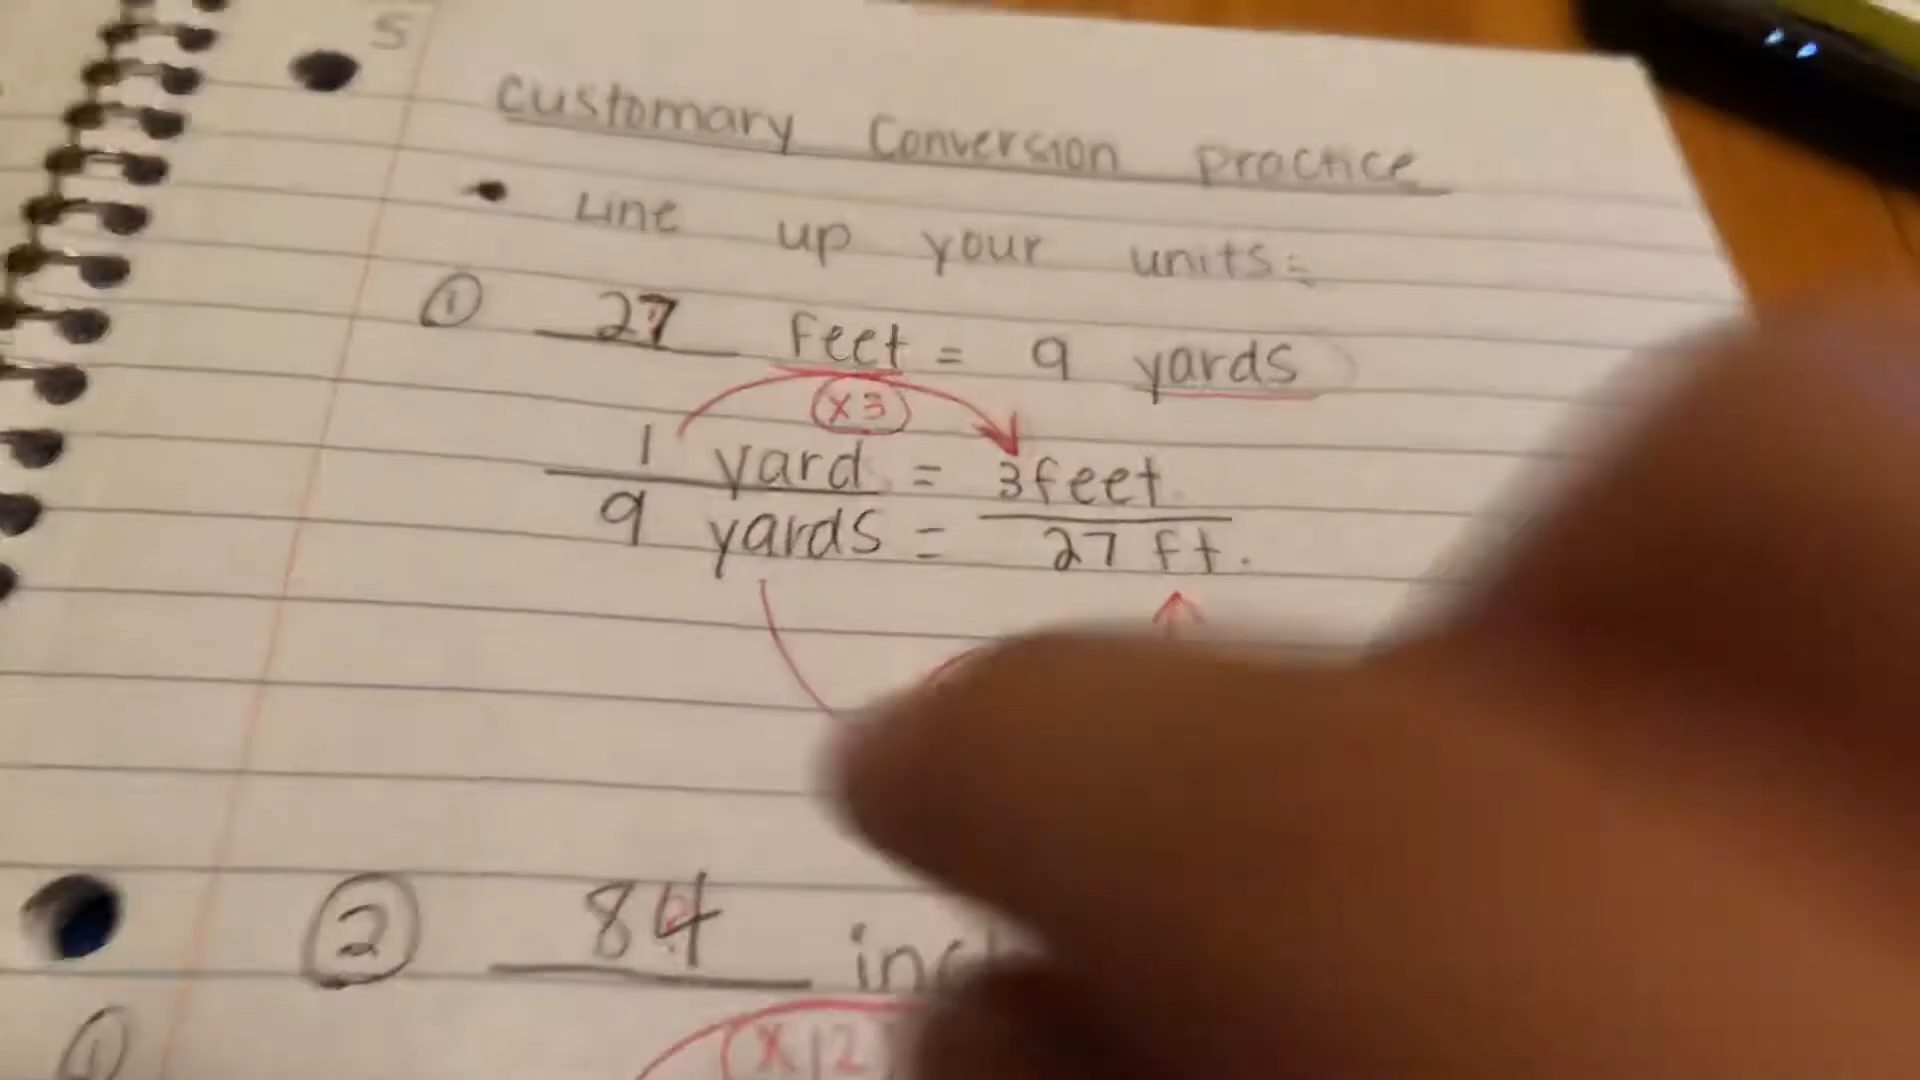 5
Customary Conversion practice
• Line up your units:
① 27 feet = 9 yards
x3
1 yard = 3 feet
9 yards = 27 ft.
② 84
x12
①